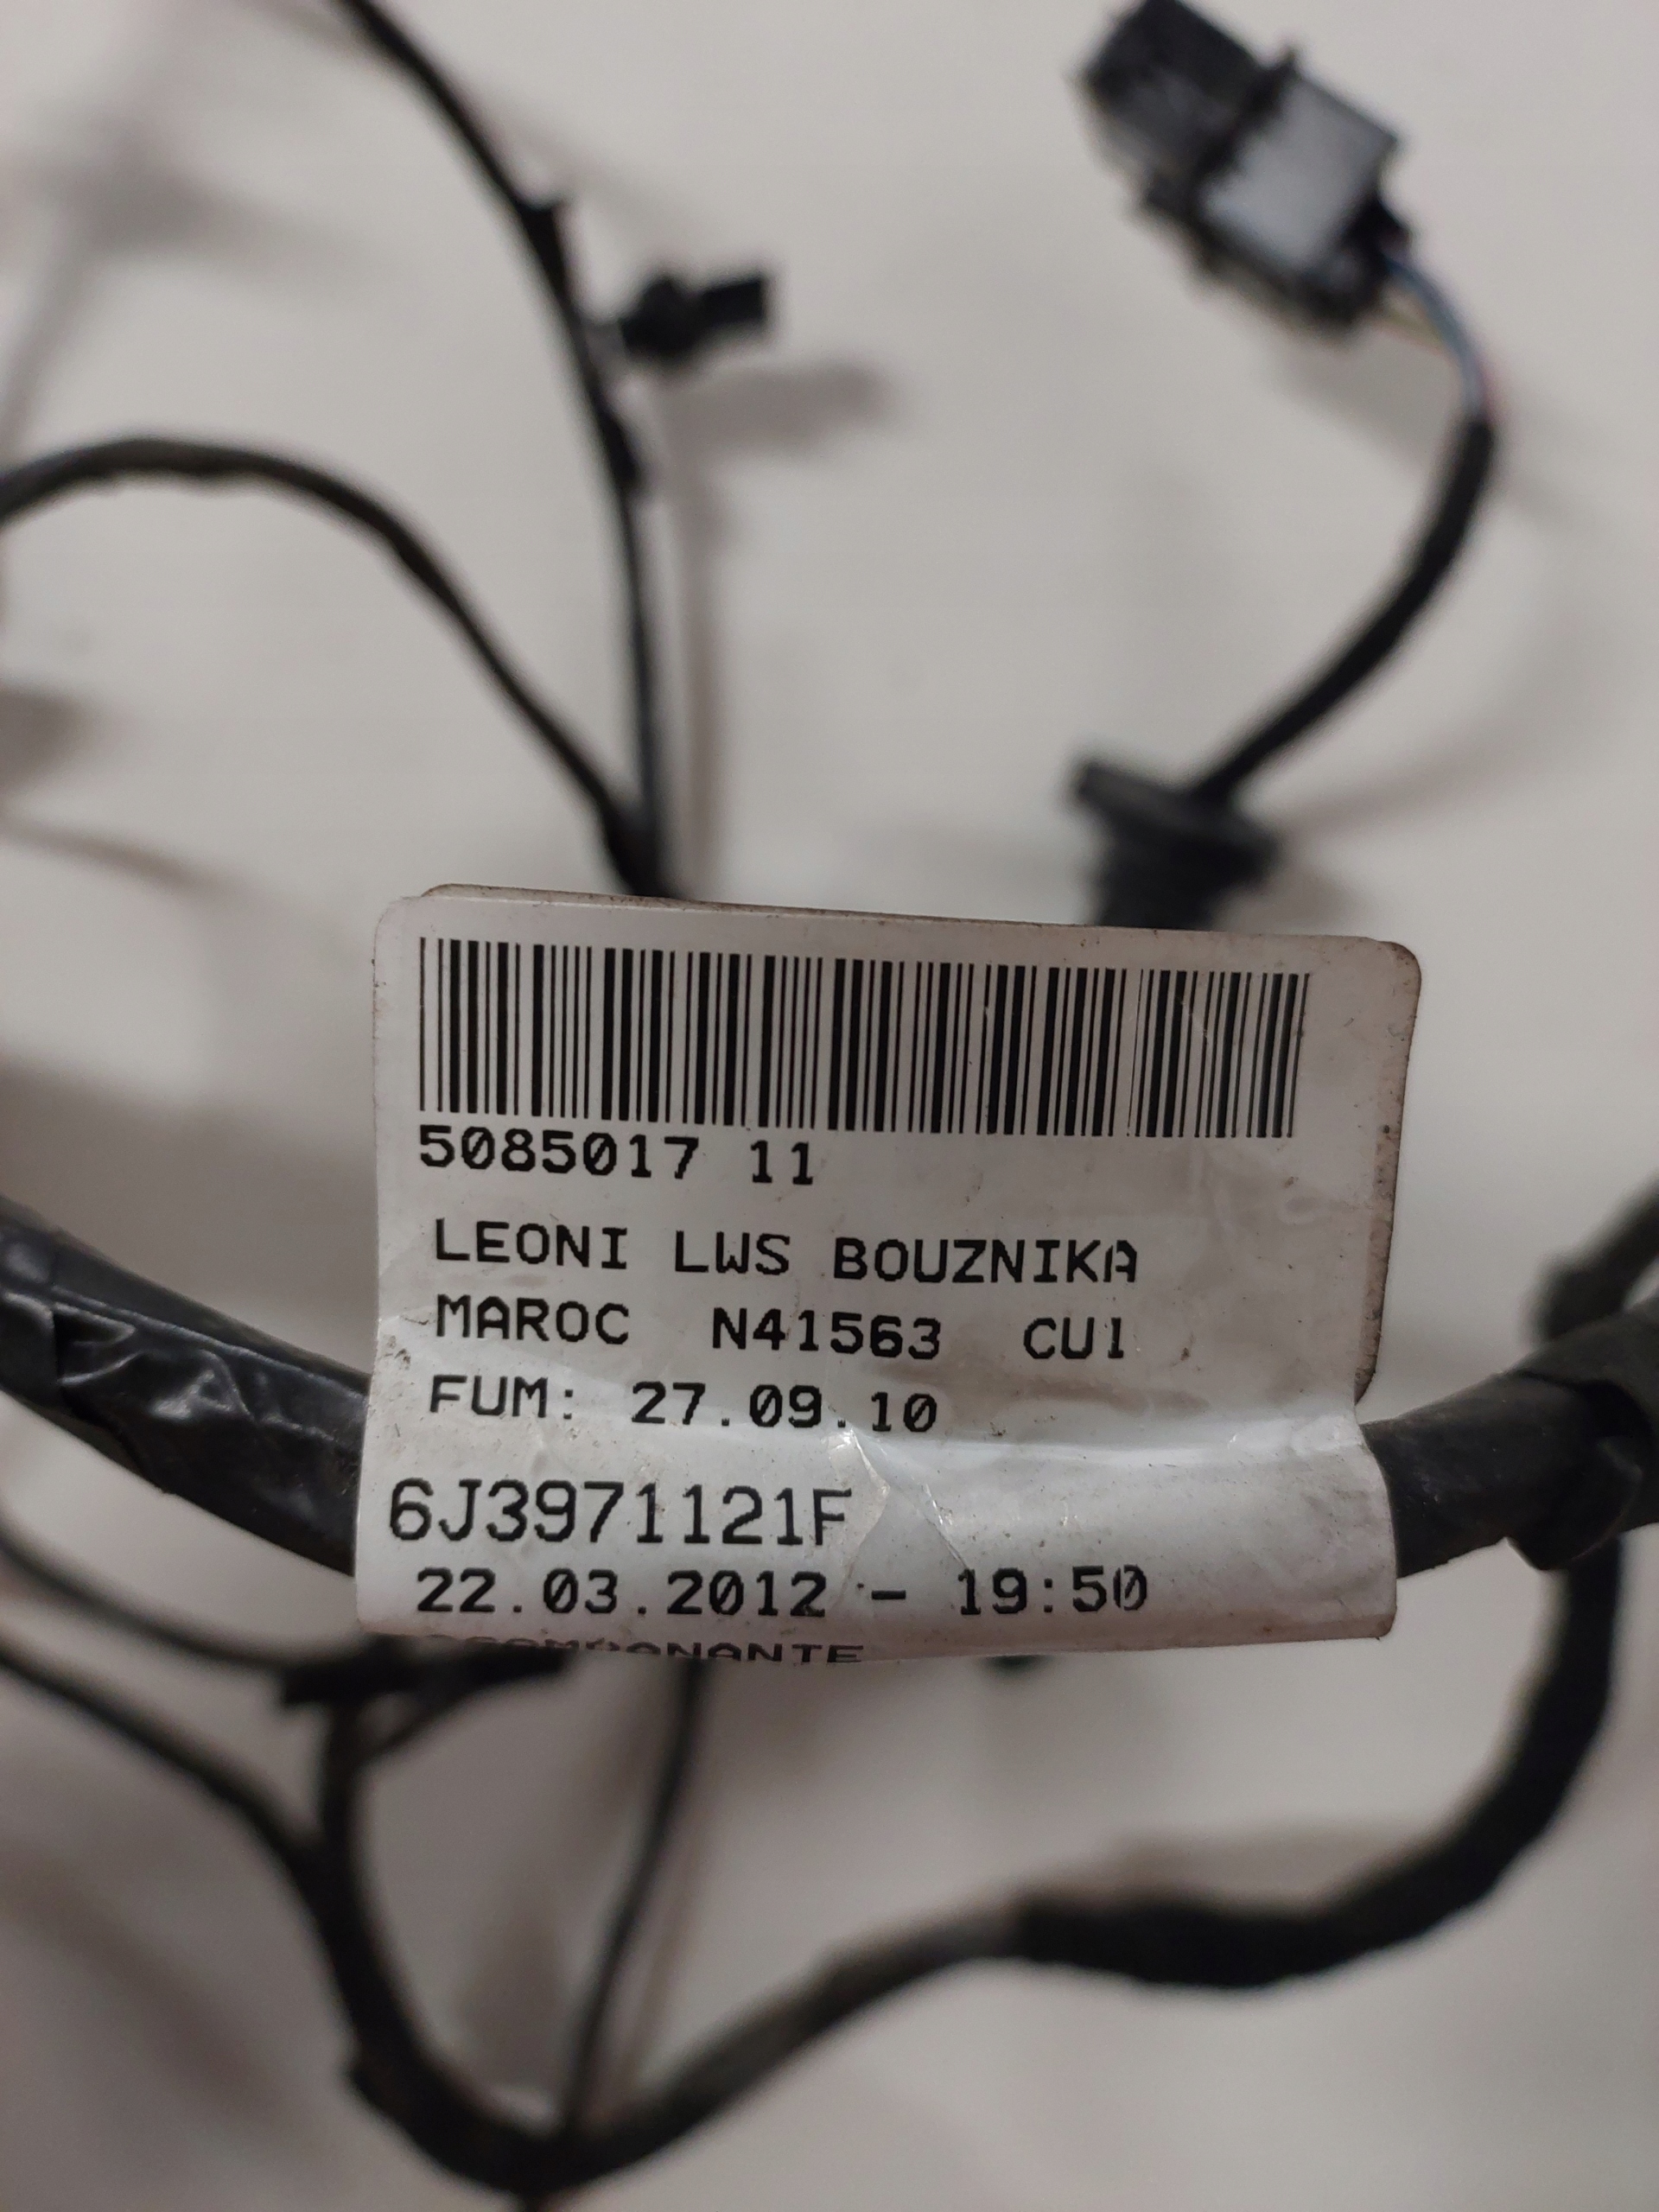 5085017 11
LEONI LWS BOUZNIKA
MAROC N41563 CU1
FUM: 27.09.10
6J3971121F
22.03.2012 - 19:50